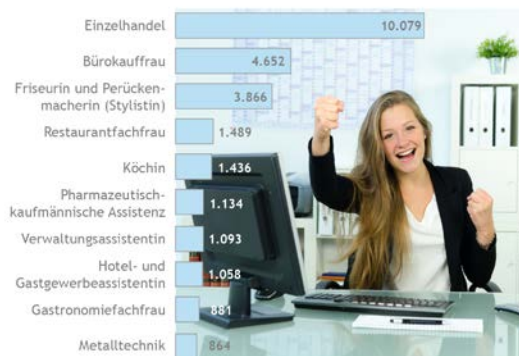 Einzelhandel 10.079
Bürokauffrau 4.652
Friseurin und Perücken-
macherin (Stylistin) 3.866
Restaurantfachfrau 1.489
Köchin 1.436
Pharmazeutisch-
kaufmännische Assistenz 1.134
Verwaltungsassistentin 1.093
Hotel- und
Gastgewerbeassistentin 1.058
Gastronomiefachfrau 881
Metalltechnik 864